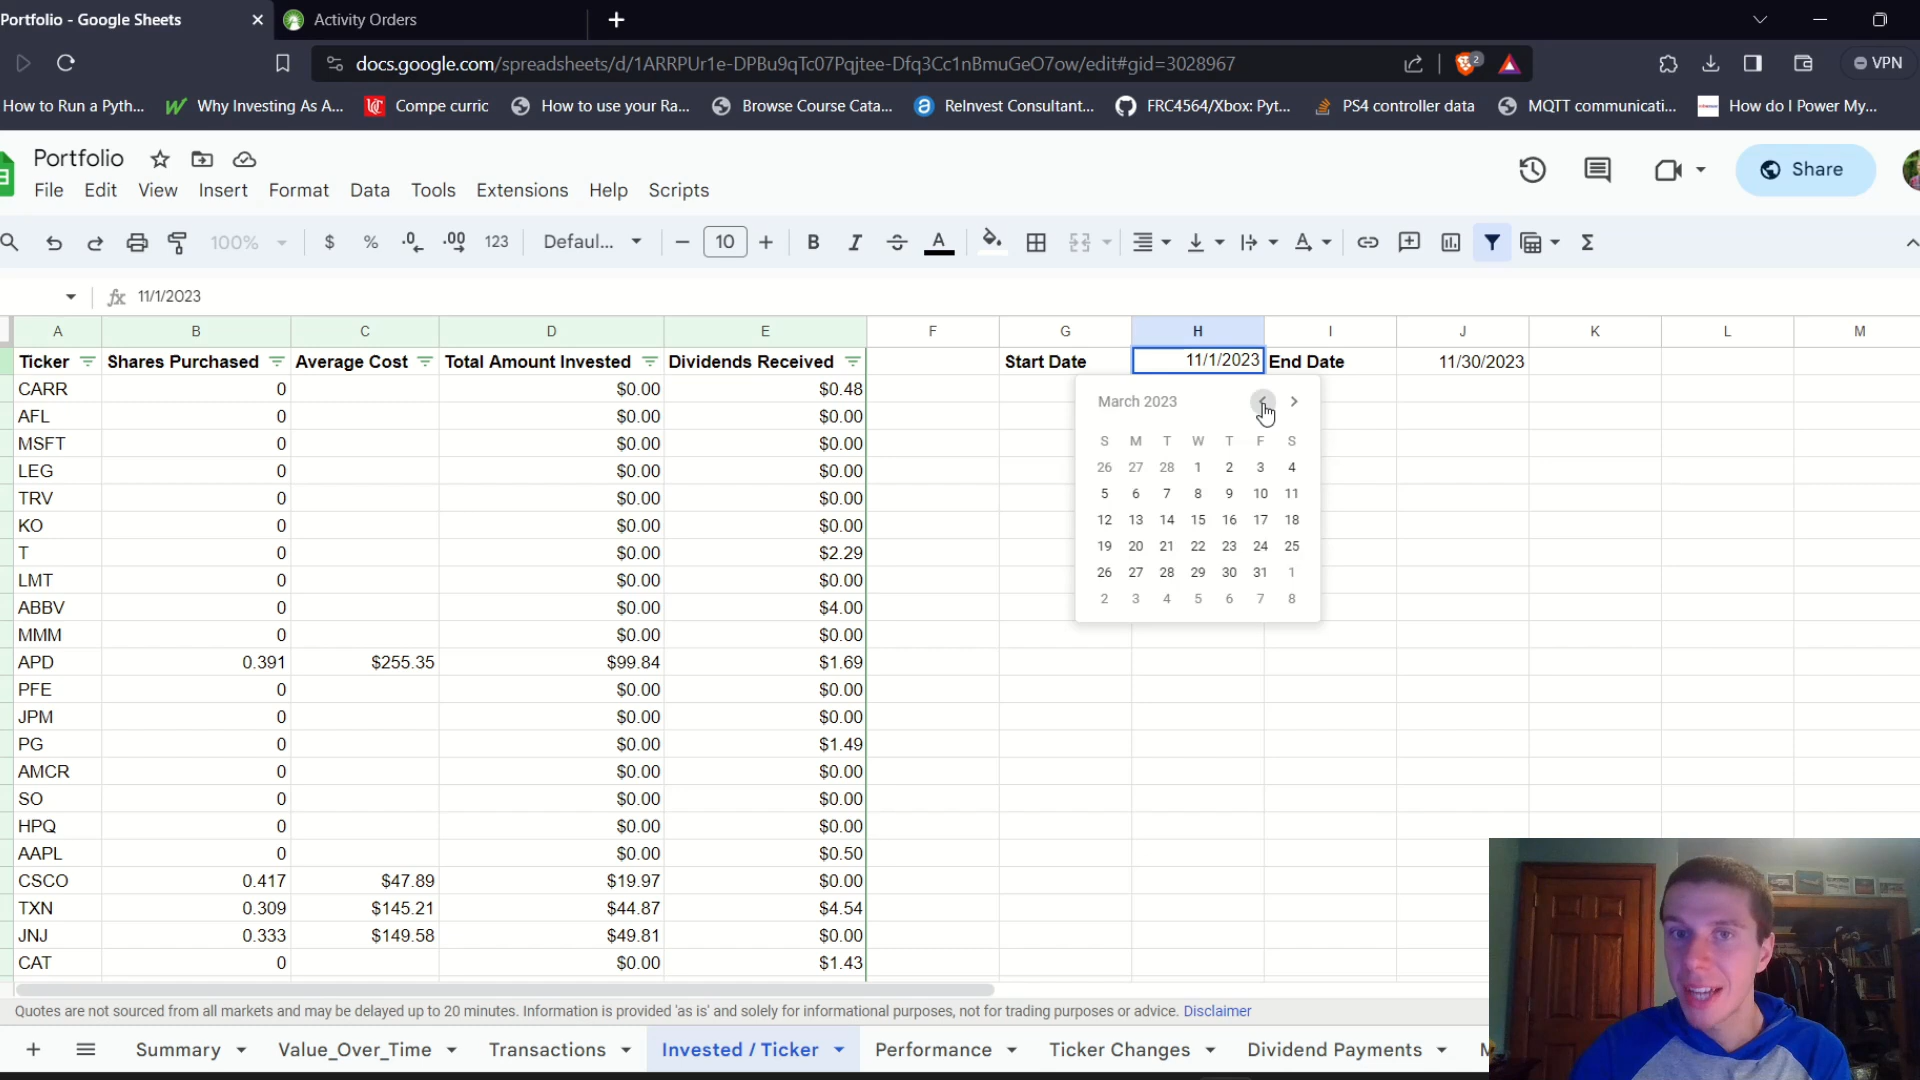 Portfolio - Google Sheets
Activity Orders
docs.google.com/spreadsheets/d/1ARRPUr1e-DPBu9qTc07Pqjtee-Dfq3Cc1nBmuGeO7ow/edit#gid=3028967
2
VPN
How to Run a Pyth...
Why Investing As A...
Compe curric
How to use your Ra...
Browse Course Cata...
ReInvest Consultant...
FRC4564/Xbox: Pyt...
PS4 controller data
MQTT communicati...
How do I Power My...
Portfolio
File Edit View Insert Format Data Tools Extensions Help Scripts
Share
100% $ % .0 .00 123 Defaul... 10 B I A
fx 11/1/2023
A B C D E F G H I J K L M
Ticker Shares Purchased Average Cost Total Amount Invested Dividends Received Start Date 11/1/2023 End Date 11/30/2023
CARR 0 $0.00 $0.48
AFL 0 $0.00 $0.00
MSFT 0 $0.00 $0.00
LEG 0 $0.00 $0.00
TRV 0 $0.00 $0.00
KO 0 $0.00 $0.00
T 0 $0.00 $2.29
LMT 0 $0.00 $0.00
ABBV 0 $0.00 $4.00
MMM 0 $0.00 $0.00
APD 0.391 $255.35 $99.84 $1.69
PFE 0 $0.00 $0.00
JPM 0 $0.00 $0.00
PG 0 $0.00 $1.49
AMCR 0 $0.00 $0.00
SO 0 $0.00 $0.00
HPQ 0 $0.00 $0.00
AAPL 0 $0.00 $0.50
CSCO 0.417 $47.89 $19.97 $0.00
TXN 0.309 $145.21 $44.87 $4.54
JNJ 0.333 $149.58 $49.81 $0.00
CAT 0 $0.00 $1.43
March 2023
S M T W T F S
26 27 28 1 2 3 4
5 6 7 8 9 10 11
12 13 14 15 16 17 18
19 20 21 22 23 24 25
26 27 28 29 30 31 1
2 3 4 5 6 7 8
Quotes are not sourced from all markets and may be delayed up to 20 minutes. Information is provided 'as is' and solely for informational purposes, not for trading purposes or advice. Disclaimer
Summary Value_Over_Time Transactions Invested / Ticker Performance Ticker Changes Dividend Payments